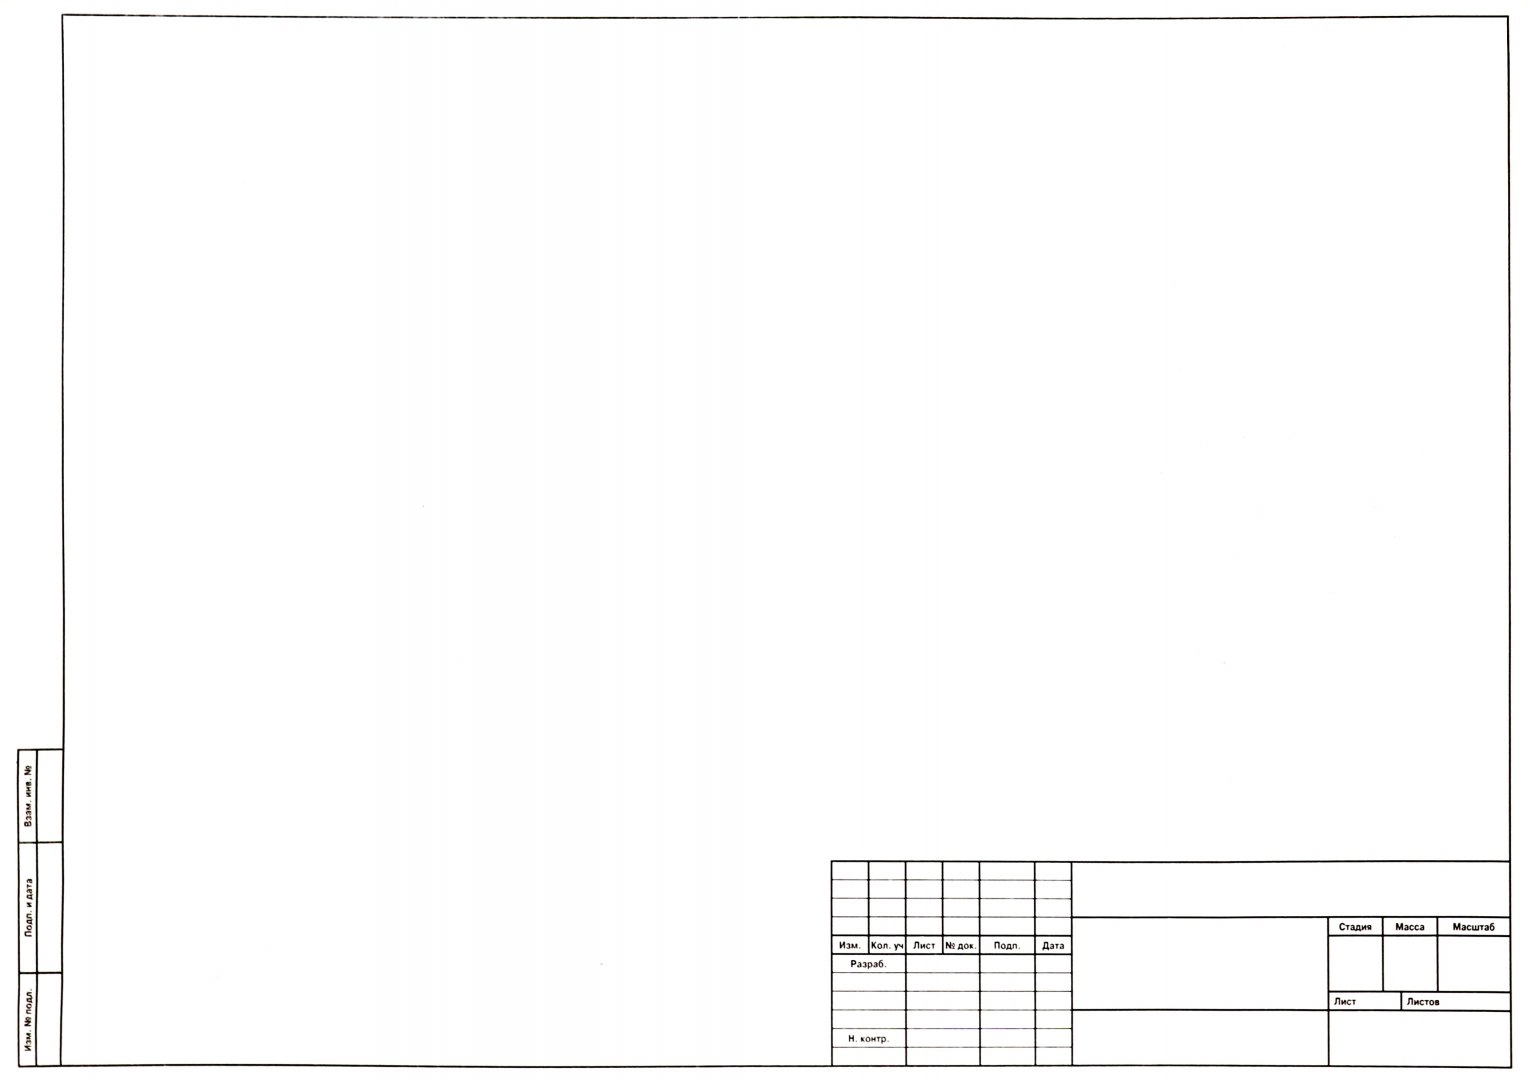 Взам. инв. №
Подп. и дата
Изм. № подл.
Стадия Масса Масштаб
Изм. Кол. уч Лист № док. Подп. Дата
Разраб.
Лист Листов
Н. контр.